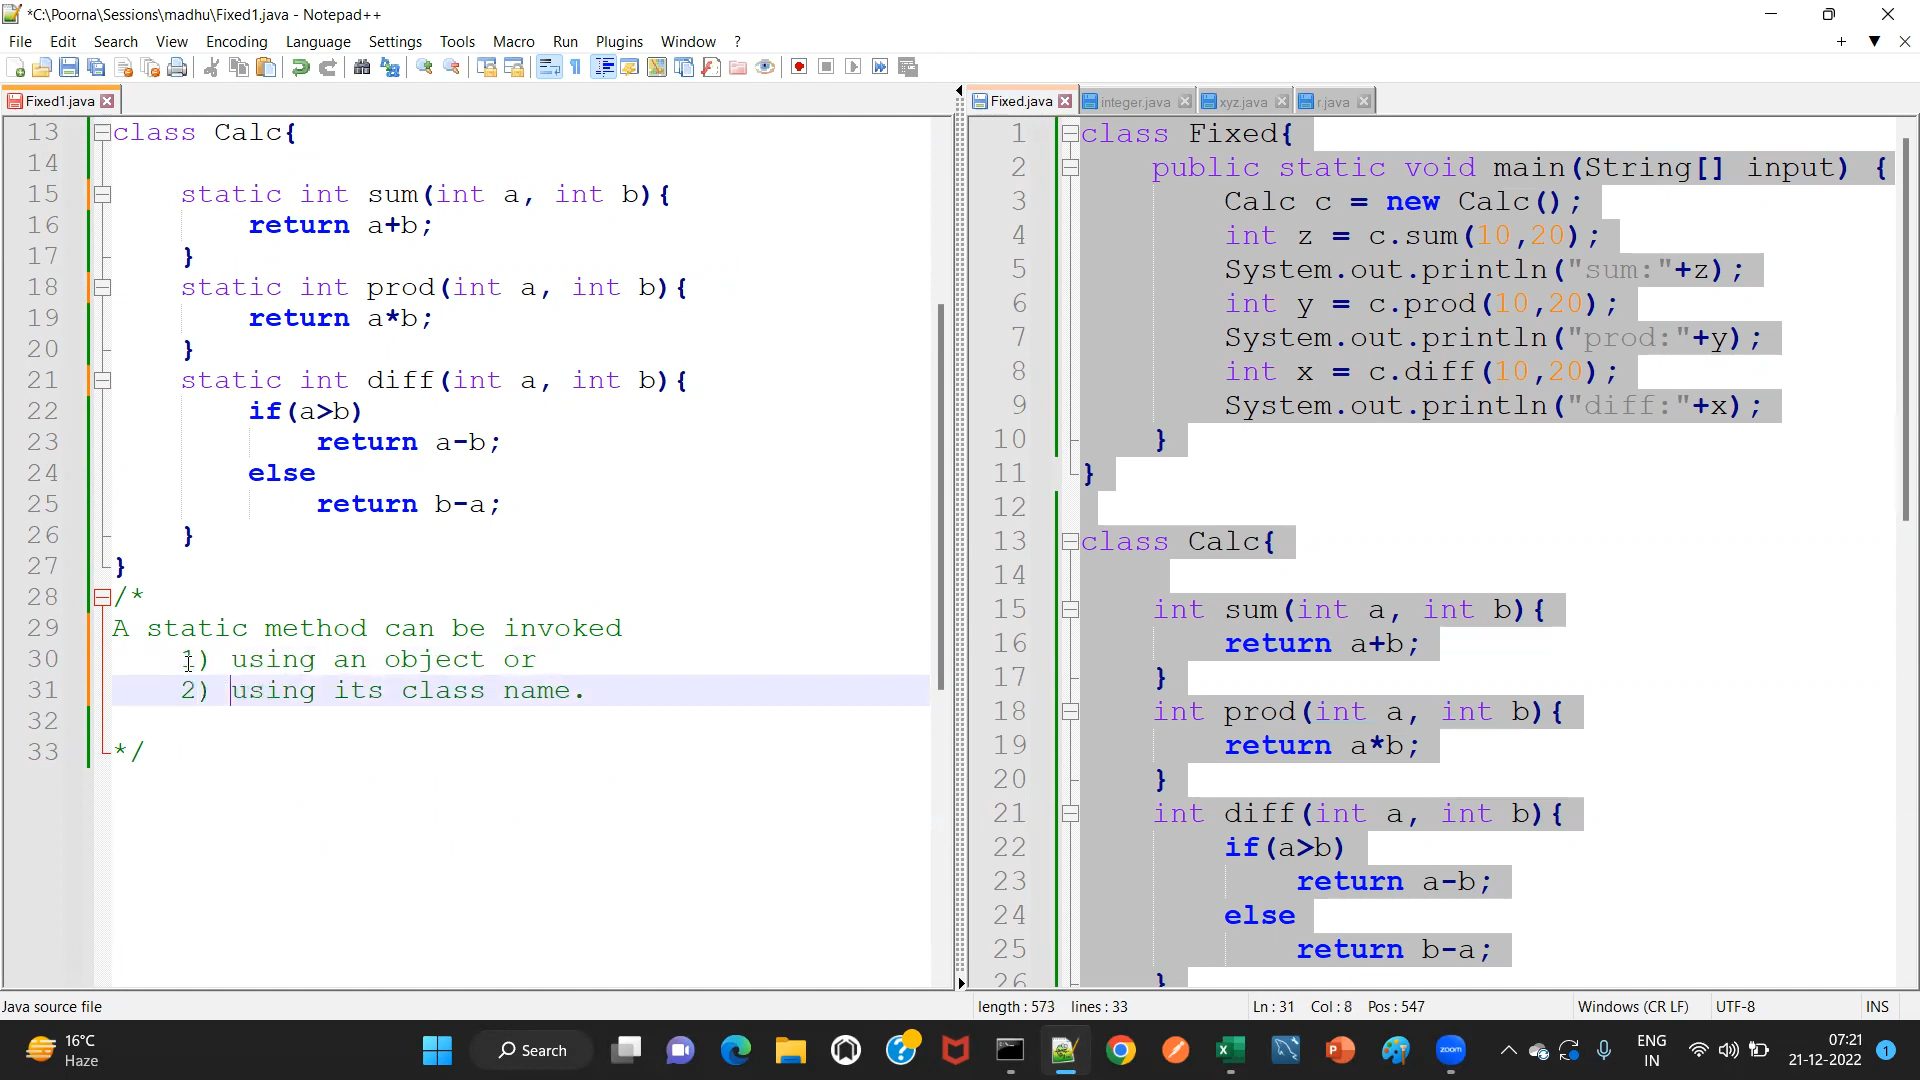 *C:\Poorna\Sessions\madhu\Fixed1.java - Notepad++
File Edit Search View Encoding Language Settings Tools Macro Run Plugins Window ?
Fixed1.java
13 class Calc{
14
15 static int sum(int a, int b){
16 return a+b;
17 }
18 static int prod(int a, int b){
19 return a*b;
20 }
21 static int diff(int a, int b){
22 if(a>b)
23 return a-b;
24 else
25 return b-a;
26 }
27 }
28 /*
29 A static method can be invoked
30 1) using an object or
31 2) using its class name.
32
33 */
Fixed.java integer.java xyz.java r.java
1 class Fixed{
2 public static void main(String[] input) {
3 Calc c = new Calc();
4 int z = c.sum(10,20);
5 System.out.println("sum:"+z);
6 int y = c.prod(10,20);
7 System.out.println("prod:"+y);
8 int x = c.diff(10,20);
9 System.out.println("diff:"+x);
10 }
11 }
12
13 class Calc{
14
15 int sum(int a, int b){
16 return a+b;
17 }
18 int prod(int a, int b){
19 return a*b;
20 }
21 int diff(int a, int b){
22 if(a>b)
23 return a-b;
24 else
25 return b-a;
26 }
Java source file length : 573 lines : 33 Ln : 31 Col : 8 Pos : 547 Windows (CR LF) UTF-8 INS
16°C
Haze
Search
zoom
ENG
IN
07:21
21-12-2022
1